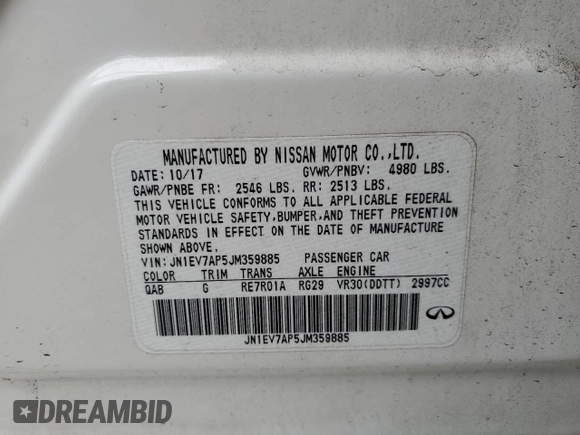 MANUFACTURED BY NISSAN MOTOR CO.,LTD.
DATE: 10/17 GVWR/PNBV: 4980 LBS.
GAWR/PNBE FR: 2546 LBS. RR: 2513 LBS.
THIS VEHICLE CONFORMS TO ALL APPLICABLE FEDERAL
MOTOR VEHICLE SAFETY,BUMPER,AND THEFT PREVENTION
STANDARDS IN EFFECT ON THE DATE OF MANUFACTURE
SHOWN ABOVE.
VIN: JN1EV7AP5JM359885 PASSENGER CAR
COLOR TRIM TRANS AXLE ENGINE
QAB G RE7R01A RG29 VR30(DDTT) 2997CC
JN1EV7AP5JM359885
DREAMBID